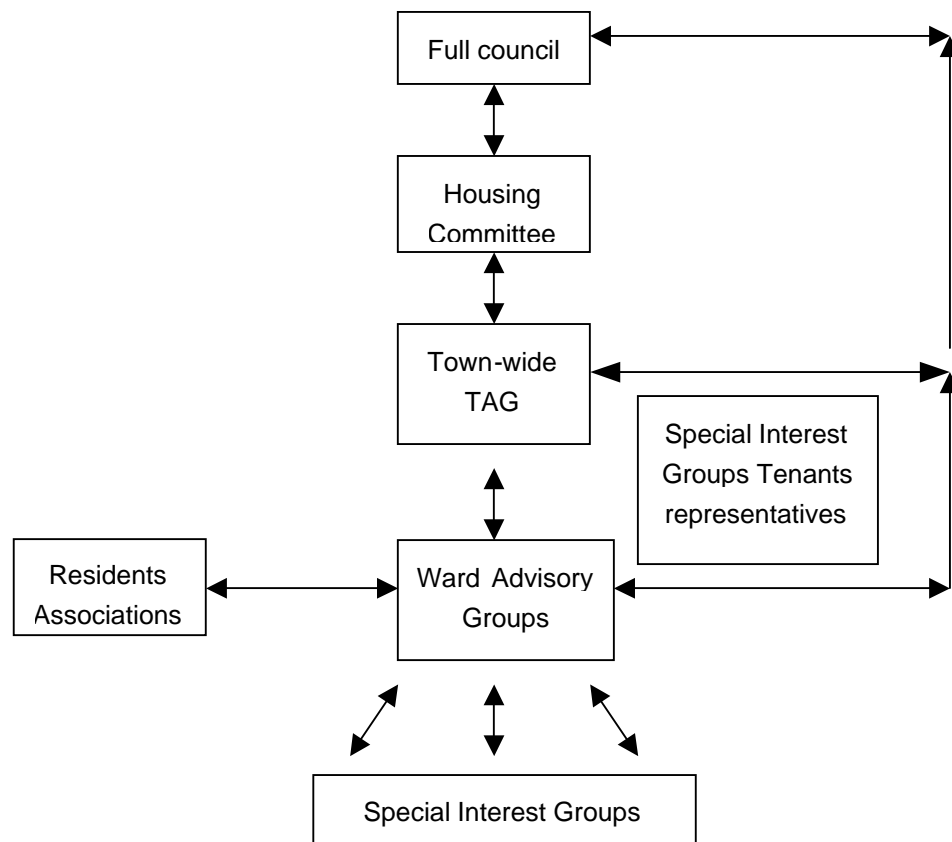 Full council
Housing
Committee
Town-wide
TAG
Special Interest
Groups Tenants
representatives
Residents
Associations
Ward Advisory
Groups
Special Interest Groups